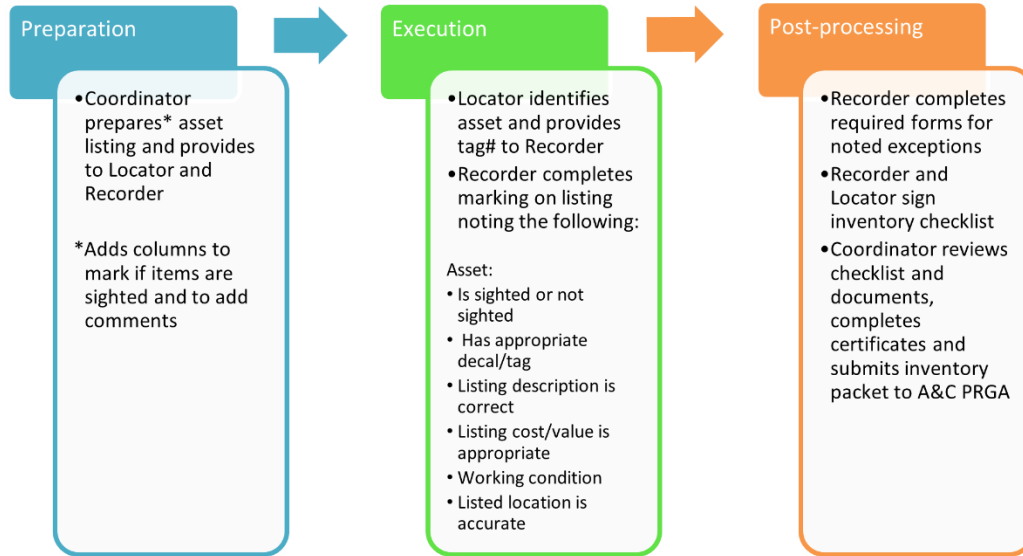 Preparation
•Coordinator
prepares* asset
listing and provides
to Locator and
Recorder
*Adds columns to
mark if items are
sighted and to add
comments
Execution
•Locator identifies
asset and provides
tag# to Recorder
•Recorder completes
marking on listing
noting the following:
Asset:
• Is sighted or not
sighted
• Has appropriate
decal/tag
• Listing description is
correct
• Listing cost/value is
appropriate
• Working condition
• Listed location is
accurate
Post-processing
•Recorder completes
required forms for
noted exceptions
•Recorder and
Locator sign
inventory checklist
•Coordinator reviews
checklist and
documents,
completes
certificates and
submits inventory
packet to A&C PRGA